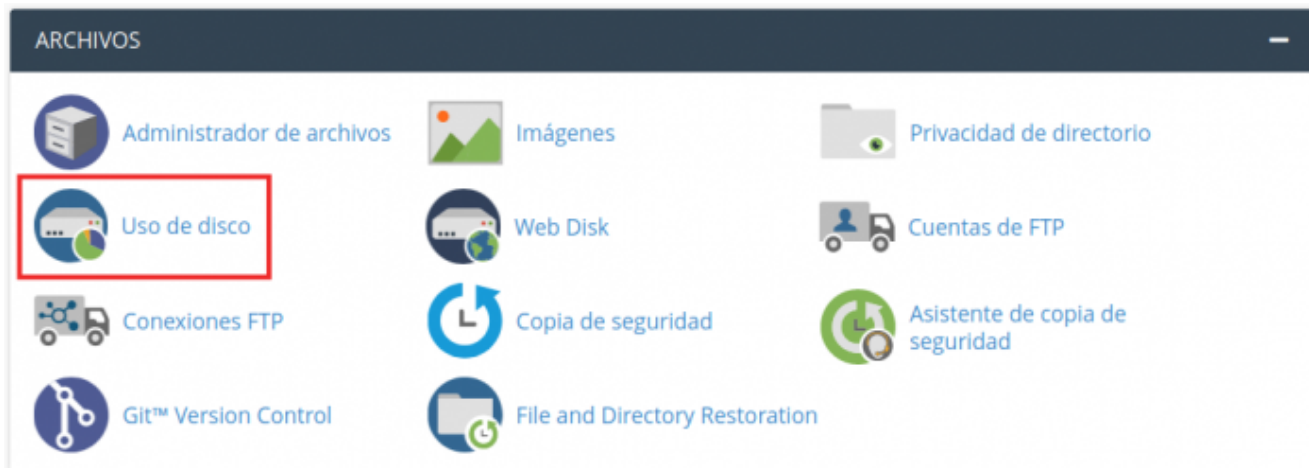 ARCHIVOS
Administrador de archivos
Imágenes
Privacidad de directorio
Uso de disco
Web Disk
Cuentas de FTP
Conexiones FTP
Copia de seguridad
Asistente de copia de
seguridad
Git™ Version Control
File and Directory Restoration